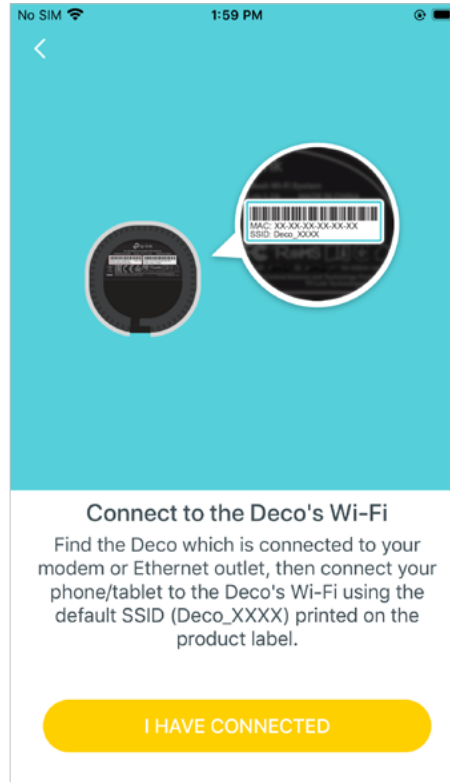 No SIM
1:59 PM
MAC: XX-XX-XX-XX-XX-XX
SSID: Deco_XXXX
tp-link
Connect to the Deco's Wi-Fi
Find the Deco which is connected to your
modem or Ethernet outlet, then connect your
phone/tablet to the Deco's Wi-Fi using the
default SSID (Deco_XXXX) printed on the
product label.
I HAVE CONNECTED